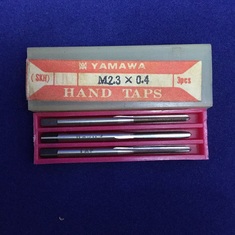 YAMAWA
(SKH) M2.3 × 0.4 3pcs
HAND TAPS